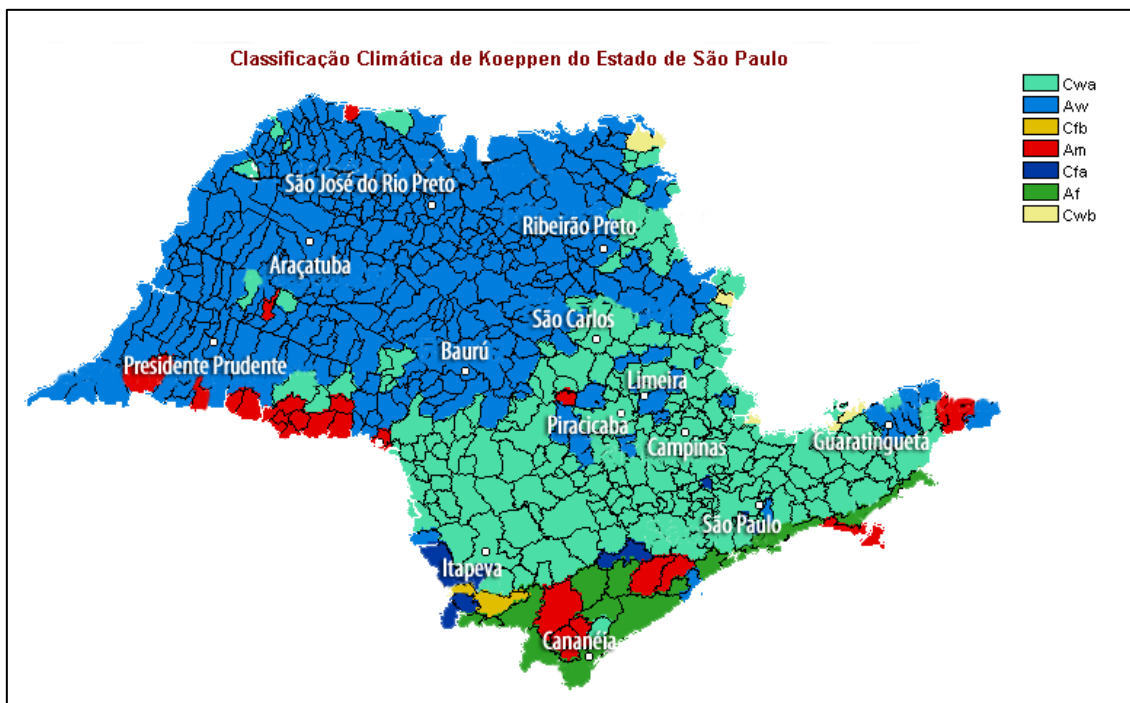 Classificação Climática de Koeppen do Estado de São Paulo
Cwa
Aw
Cfb
Am
Cfa
Af
Cwb
São José do Rio Preto
Ribeirão Preto
Araçatuba
São Carlos
Presidente Prudente
Baurú
Limeira
Piracicaba
Campinas
Guaratinguetá
São Paulo
Itapeva
Cananéia